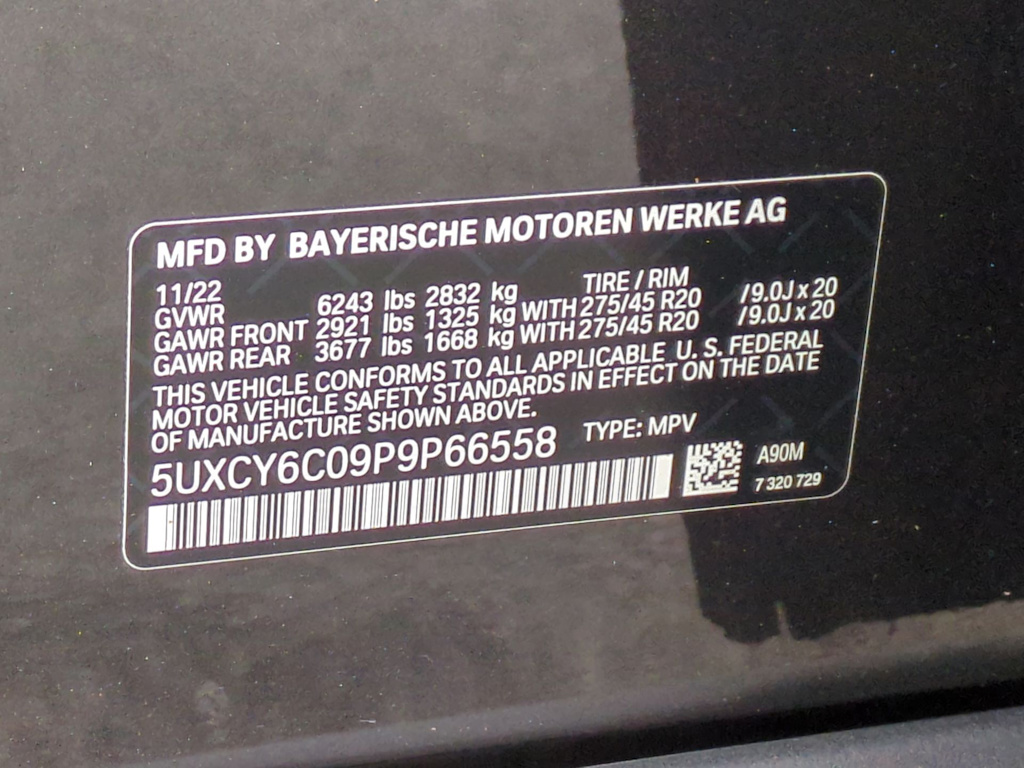 MFD BY BAYERISCHE MOTOREN WERKE AG
11/22 TIRE / RIM
GVWR 6243 lbs 2832 kg
GAWR FRONT 2921 lbs 1325 kg WITH 275/45 R20 /9.0J x 20
GAWR REAR 3677 lbs 1668 kg WITH 275/45 R20 /9.0J x 20
THIS VEHICLE CONFORMS TO ALL APPLICABLE U. S. FEDERAL
MOTOR VEHICLE SAFETY STANDARDS IN EFFECT ON THE DATE
OF MANUFACTURE SHOWN ABOVE.
5UXCY6C09P9P66558 TYPE: MPV
A90M
7 320 729